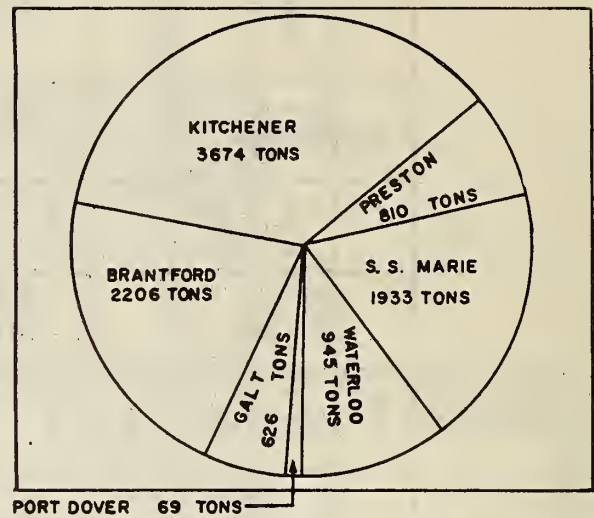 KITCHENER
3674 TONS
PRESTON
810 TONS
S. S. MARIE
1933 TONS
BRANTFORD
2206 TONS
GALT TONS
626
WATERLOO
945 TONS
PORT DOVER 69 TONS